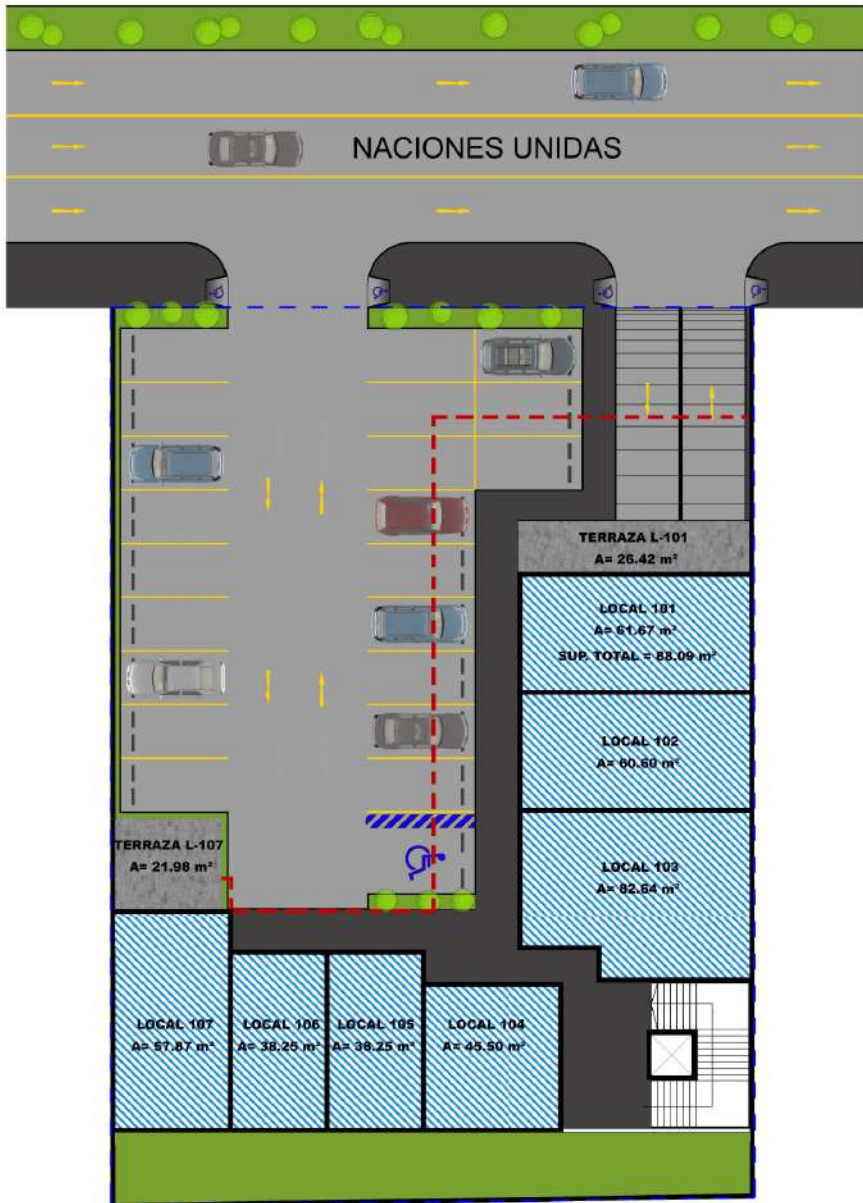 NACIONES UNIDAS
TERRAZA L-101
A= 26.42 m²
LOCAL 101
A= 61.67 m²
SUP. TOTAL = 88.09 m²
LOCAL 102
A= 60.60 m²
LOCAL 103
A= 82.64 m²
TERRAZA L-107
A= 21.98 m²
LOCAL 107
A= 57.87 m²
LOCAL 106
A= 38.25 m²
LOCAL 105
A= 38.25 m²
LOCAL 104
A= 45.50 m²